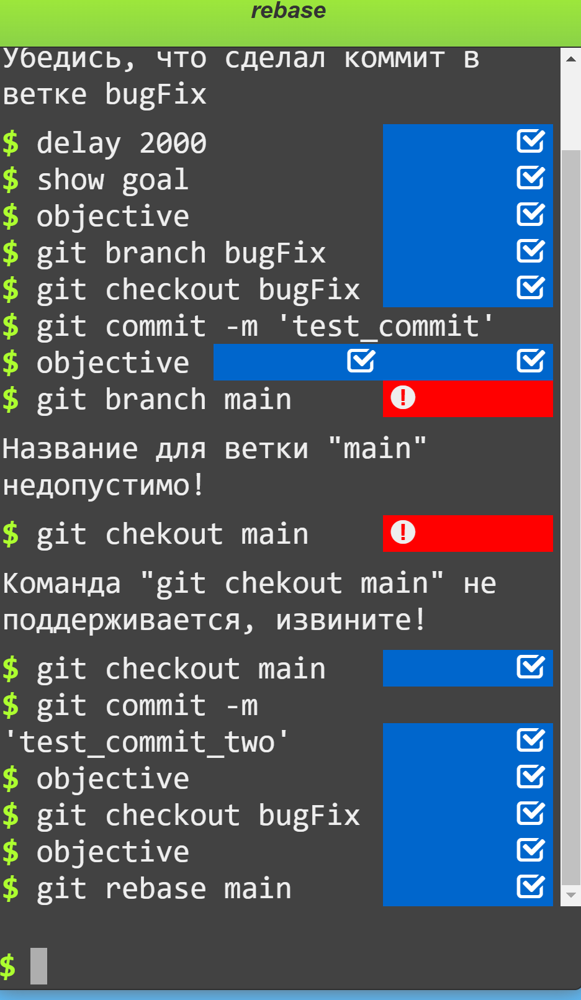 rebase
Убедись, что сделал коммит в
ветке bugFix
$ delay 2000
$ show goal
$ objective
$ git branch bugFix
$ git checkout bugFix
$ git commit -m 'test_commit'
$ objective
$ git branch main
Название для ветки "main"
недопустимо!
$ git chekout main
Команда "git chekout main" не
поддерживается, извините!
$ git checkout main
$ git commit -m
'test_commit_two'
$ objective
$ git checkout bugFix
$ objective
$ git rebase main
$